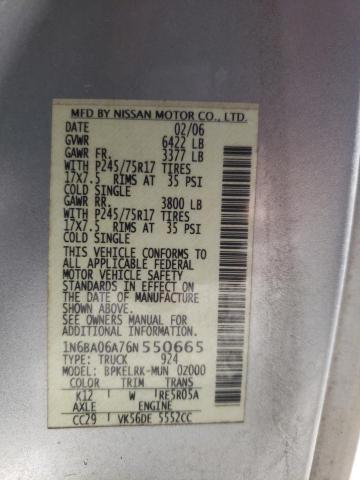 MFD BY NISSAN MOTOR CO., LTD.
DATE 02/06
GVWR 6422 LB
GAWR FR. 3377 LB
WITH P245/75R17 TIRES
17X7.5 RIMS AT 35 PSI
COLD SINGLE
GAWR RR. 3800 LB
WITH P245/75R17 TIRES
17X7.5 RIMS AT 35 PSI
COLD SINGLE
THIS VEHICLE CONFORMS TO
ALL APPLICABLE FEDERAL
MOTOR VEHICLE SAFETY
STANDARDS IN EFFECT ON
THE DATE OF MANUFACTURE
SHOWN ABOVE.
SEE OWNERS MANUAL FOR
ADDITIONAL INFORMATION
1N6BA06A76N550665
TYPE: TRUCK 924
MODEL: BPKELRK-MUN 0Z000
COLOR TRIM TRANS
K12 W RE5R05A
AXLE ENGINE
CC29 VK56DE 5552CC